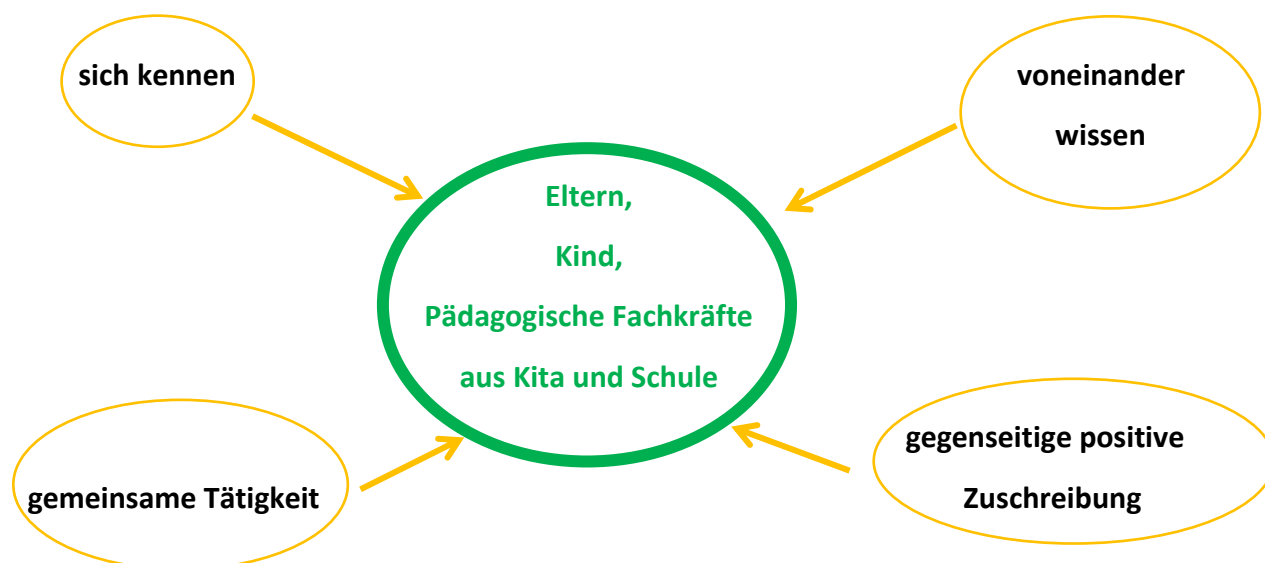 sich kennen
voneinander
wissen
Eltern,
Kind,
Pädagogische Fachkräfte
aus Kita und Schule
gemeinsame Tätigkeit
gegenseitige positive
Zuschreibung